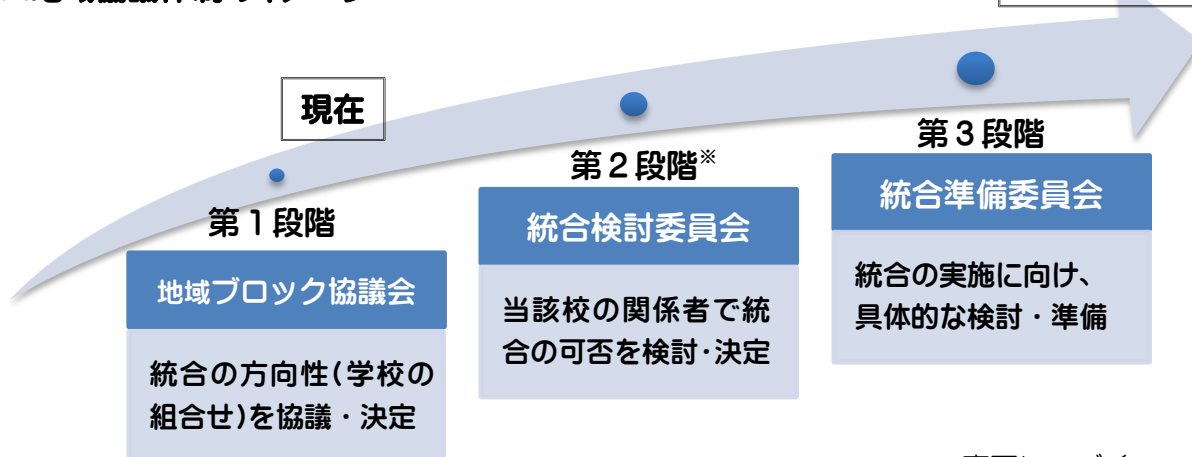 現在
第１段階
地域ブロック協議会
統合の方向性(学校の
組合せ)を協議・決定
第２段階※
統合検討委員会
当該校の関係者で統
合の可否を検討・決定
第３段階
統合準備委員会
統合の実施に向け、
具体的な検討・準備